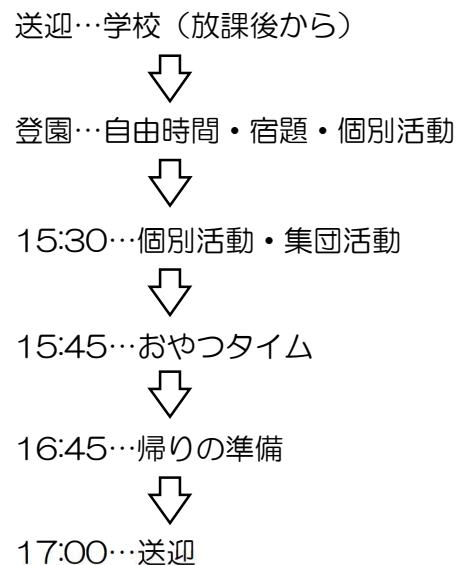 送迎…学校（放課後から）
登園…自由時間・宿題・個別活動
15:30…個別活動・集団活動
15:45…おやつタイム
16:45…帰りの準備
17:00…送迎